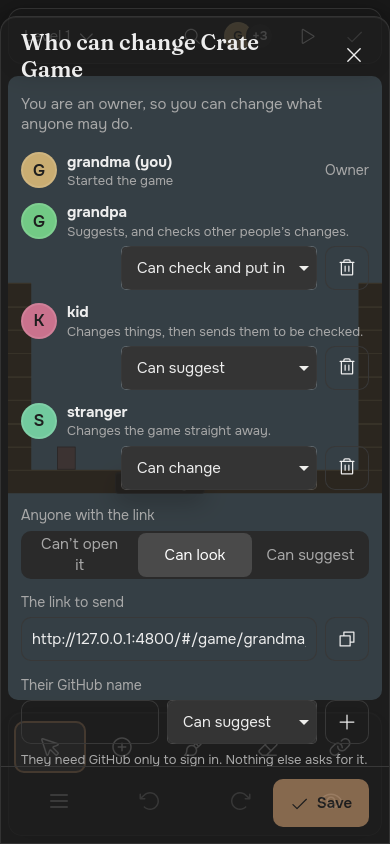 Who can change Crate
Game
+3
You are an owner, so you can change what
anyone may do.
G
grandma (you)
Started the game
Owner
G
grandpa
Suggests, and checks other people's changes.
Can check and put in
K
kid
Changes things, then sends them to be checked.
Can suggest
S
stranger
Changes the game straight away.
Can change
Anyone with the link
Can't open
it
Can look
Can suggest
The link to send
http://127.0.0.1:4800/#/game/grandma
Their GitHub name
Can suggest
They need GitHub only to sign in. Nothing else asks for it.
Save